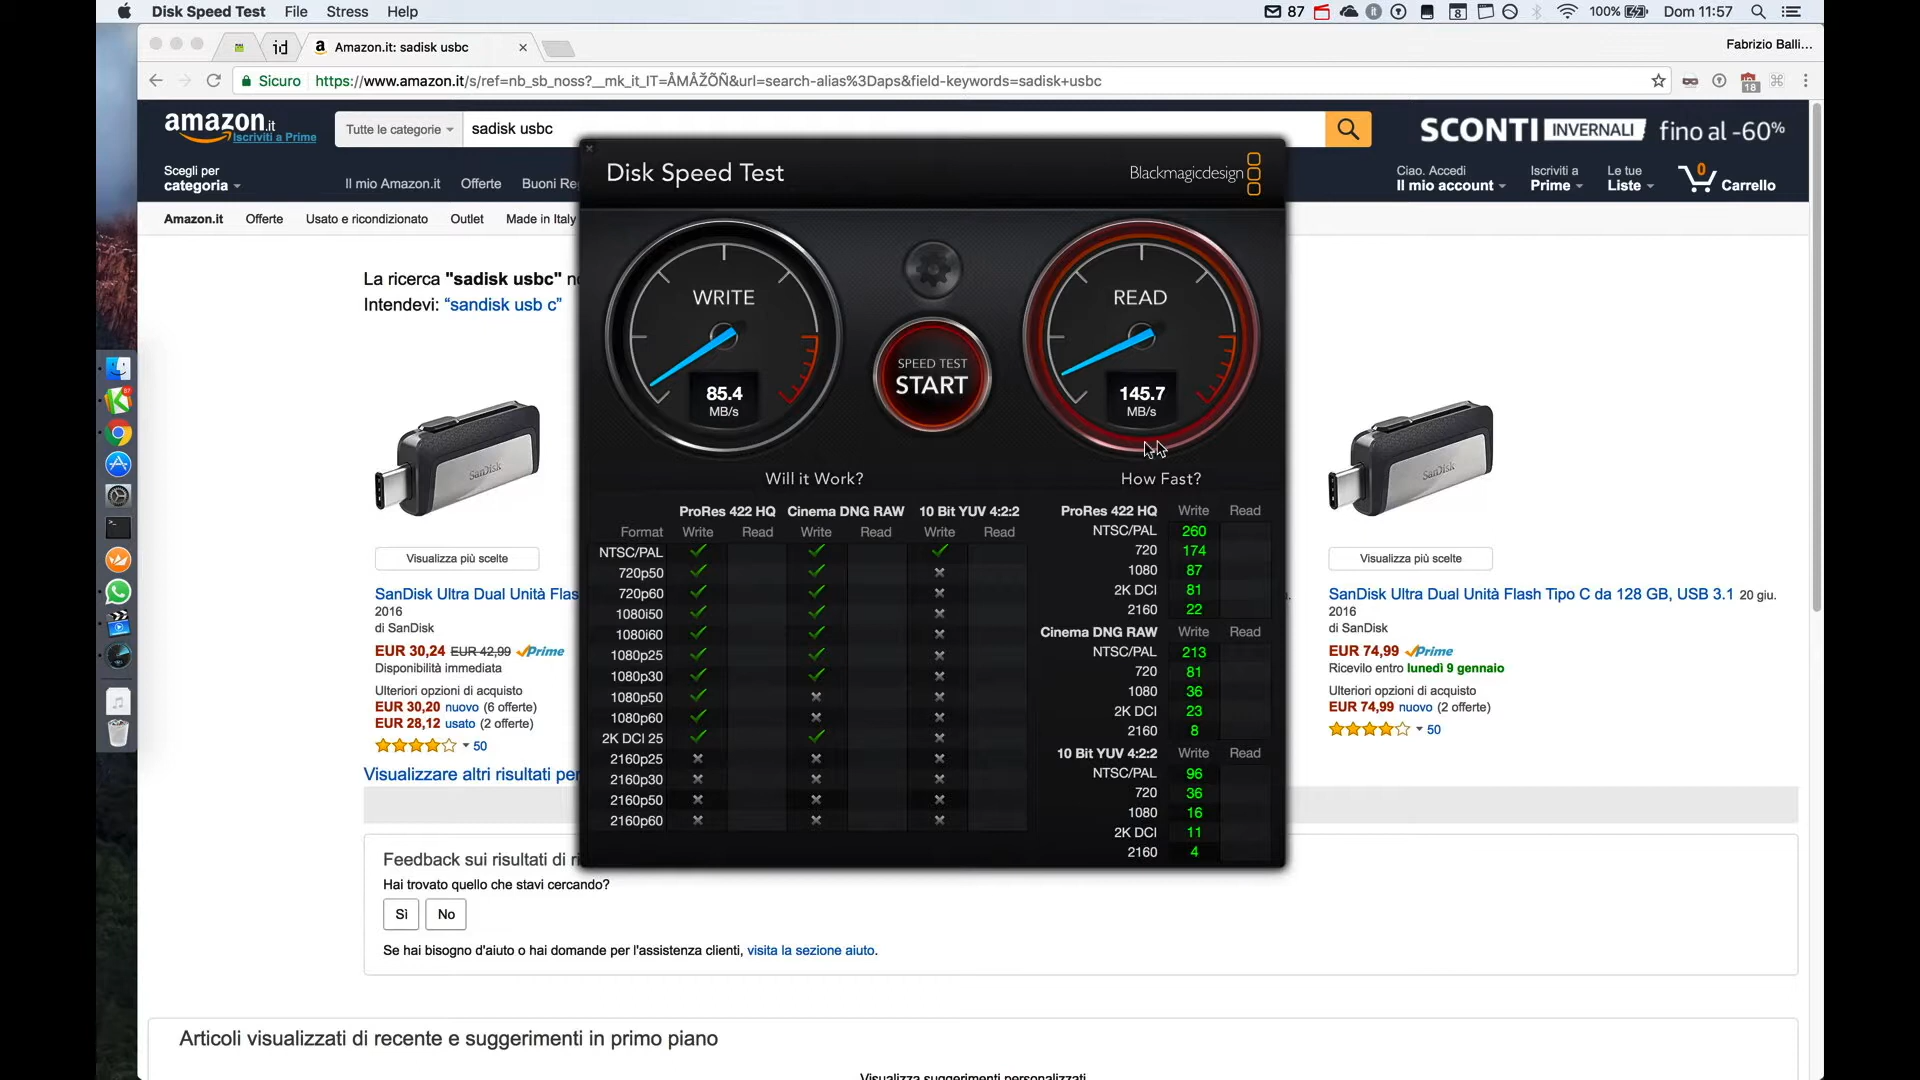 Disk Speed Test File Stress Help 87 it 8 100% Dom 11:57
id Amazon.it: sadisk usbc Fabrizio Balli...
Sicuro https://www.amazon.it/s/ref=nb_sb_noss?__mk_it_IT=ÅMÅŽÕÑ&url=search-alias%3Daps&field-keywords=sadisk+usbc 18
amazon.it
Iscriviti a Prime
Tutte le categorie sadisk usbc
SCONTI INVERNALI fino al -60%
Scegli per
categoria
Il mio Amazon.it Offerte Buoni Re
Ciao. Accedi
Il mio account
Iscriviti a
Prime
Le tue
Liste
0 Carrello
Amazon.it Offerte Usato e ricondizionato Outlet Made in Italy
La ricerca "sadisk usbc" n
Intendevi: "sandisk usb c"
SanDisk
Visualizza più scelte
SanDisk Ultra Dual Unità Flas
2016
di SanDisk
EUR 30,24 EUR 42,99 Prime
Disponibilità immediata
Ulteriori opzioni di acquisto
EUR 30,20 nuovo (6 offerte)
EUR 28,12 usato (2 offerte)
50
Visualizzare altri risultati per
Disk Speed Test
Blackmagicdesign
WRITE
85.4
MB/s
SPEED TEST
START
READ
145.7
MB/s
Will it Work?
ProRes 422 HQ Cinema DNG RAW 10 Bit YUV 4:2:2
Format Write Read Write Read Write Read
NTSC/PAL
720p50
720p60
1080i50
1080i60
1080p25
1080p30
1080p50
1080p60
2K DCI 25
2160p25
2160p30
2160p50
2160p60
How Fast?
ProRes 422 HQ Write Read
NTSC/PAL 260
720 174
1080 87
2K DCI 81
2160 22
Cinema DNG RAW Write Read
NTSC/PAL 213
720 81
1080 36
2K DCI 23
2160 8
10 Bit YUV 4:2:2 Write Read
NTSC/PAL 96
720 36
1080 16
2K DCI 11
2160 4
SanDisk
Visualizza più scelte
SanDisk Ultra Dual Unità Flash Tipo C da 128 GB, USB 3.1 20 giu.
2016
di SanDisk
EUR 74,99 Prime
Ricevilo entro lunedì 9 gennaio
Ulteriori opzioni di acquisto
EUR 74,99 nuovo (2 offerte)
50
Feedback sui risultati di ri
Hai trovato quello che stavi cercando?
Sì No
Se hai bisogno d'aiuto o hai domande per l'assistenza clienti, visita la sezione aiuto.
Articoli visualizzati di recente e suggerimenti in primo piano
Visualizza suggerimenti personalizzati